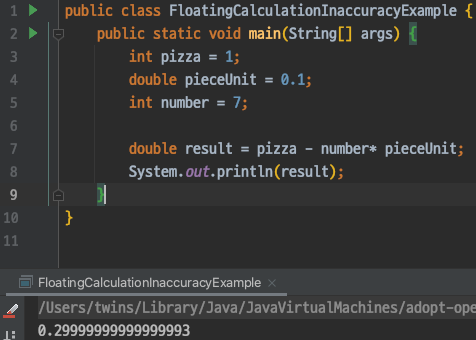 1 public class FloatingCalculationInaccuracyExample {
2 public static void main(String[] args) {
3 int pizza = 1;
4 double pieceUnit = 0.1;
5 int number = 7;
6
7 double result = pizza - number* pieceUnit;
8 System.out.println(result);
9 }
10 }
11
FloatingCalculationInaccuracyExample ×
/Users/twins/Library/Java/JavaVirtualMachines/adopt-ope
0.29999999999999993